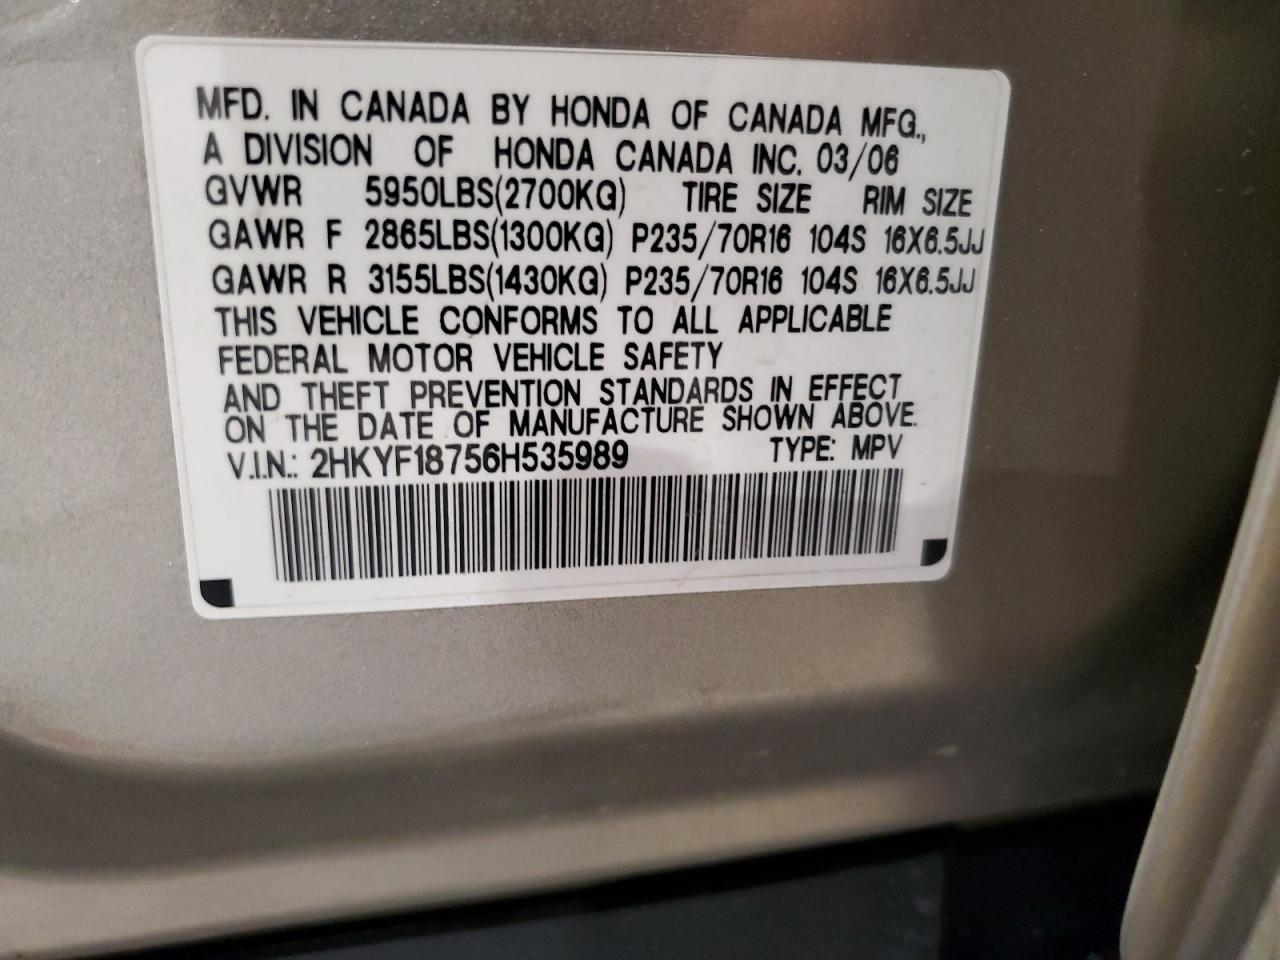 MFD. IN CANADA BY HONDA OF CANADA MFG.,
A DIVISION OF HONDA CANADA INC. 03/06
GVWR 5950LBS(2700KG) TIRE SIZE RIM SIZE
GAWR F 2865LBS(1300KG) P235/70R16 104S 16X6.5JJ
GAWR R 3155LBS(1430KG) P235/70R16 104S 16X6.5JJ
THIS VEHICLE CONFORMS TO ALL APPLICABLE
FEDERAL MOTOR VEHICLE SAFETY
AND THEFT PREVENTION STANDARDS IN EFFECT
ON THE DATE OF MANUFACTURE SHOWN ABOVE.
V.I.N.: 2HKYF18756H535989 TYPE: MPV